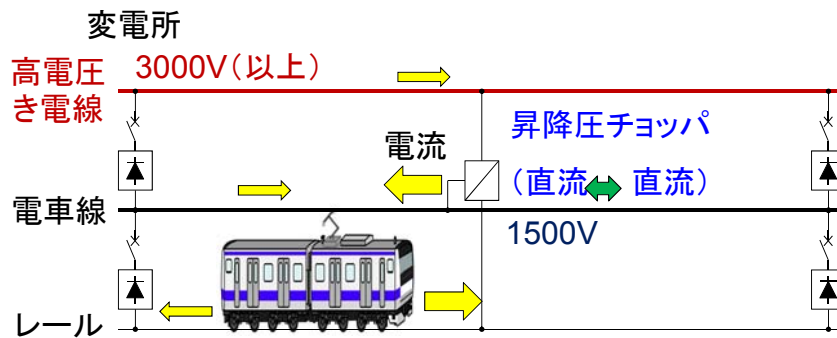 変電所
高電圧
き電線
3000V(以上)
昇降圧チョッパ
(直流 直流)
電流
電車線
1500V
レール